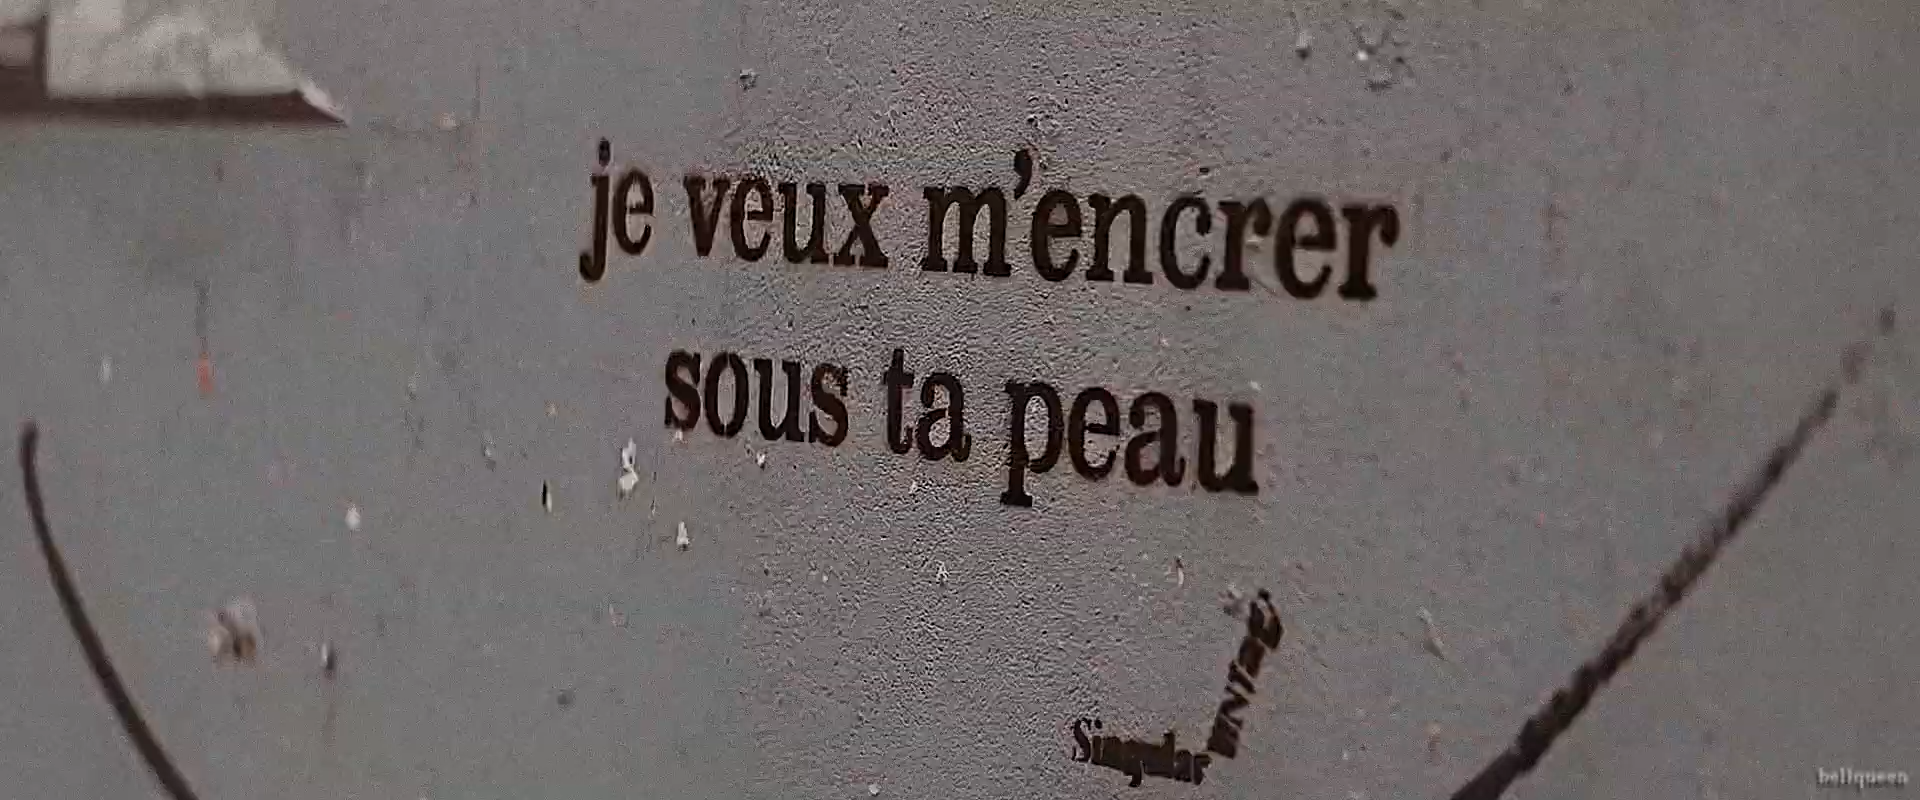 je veux m'encrer
sous ta peau
Singular
bellqueen